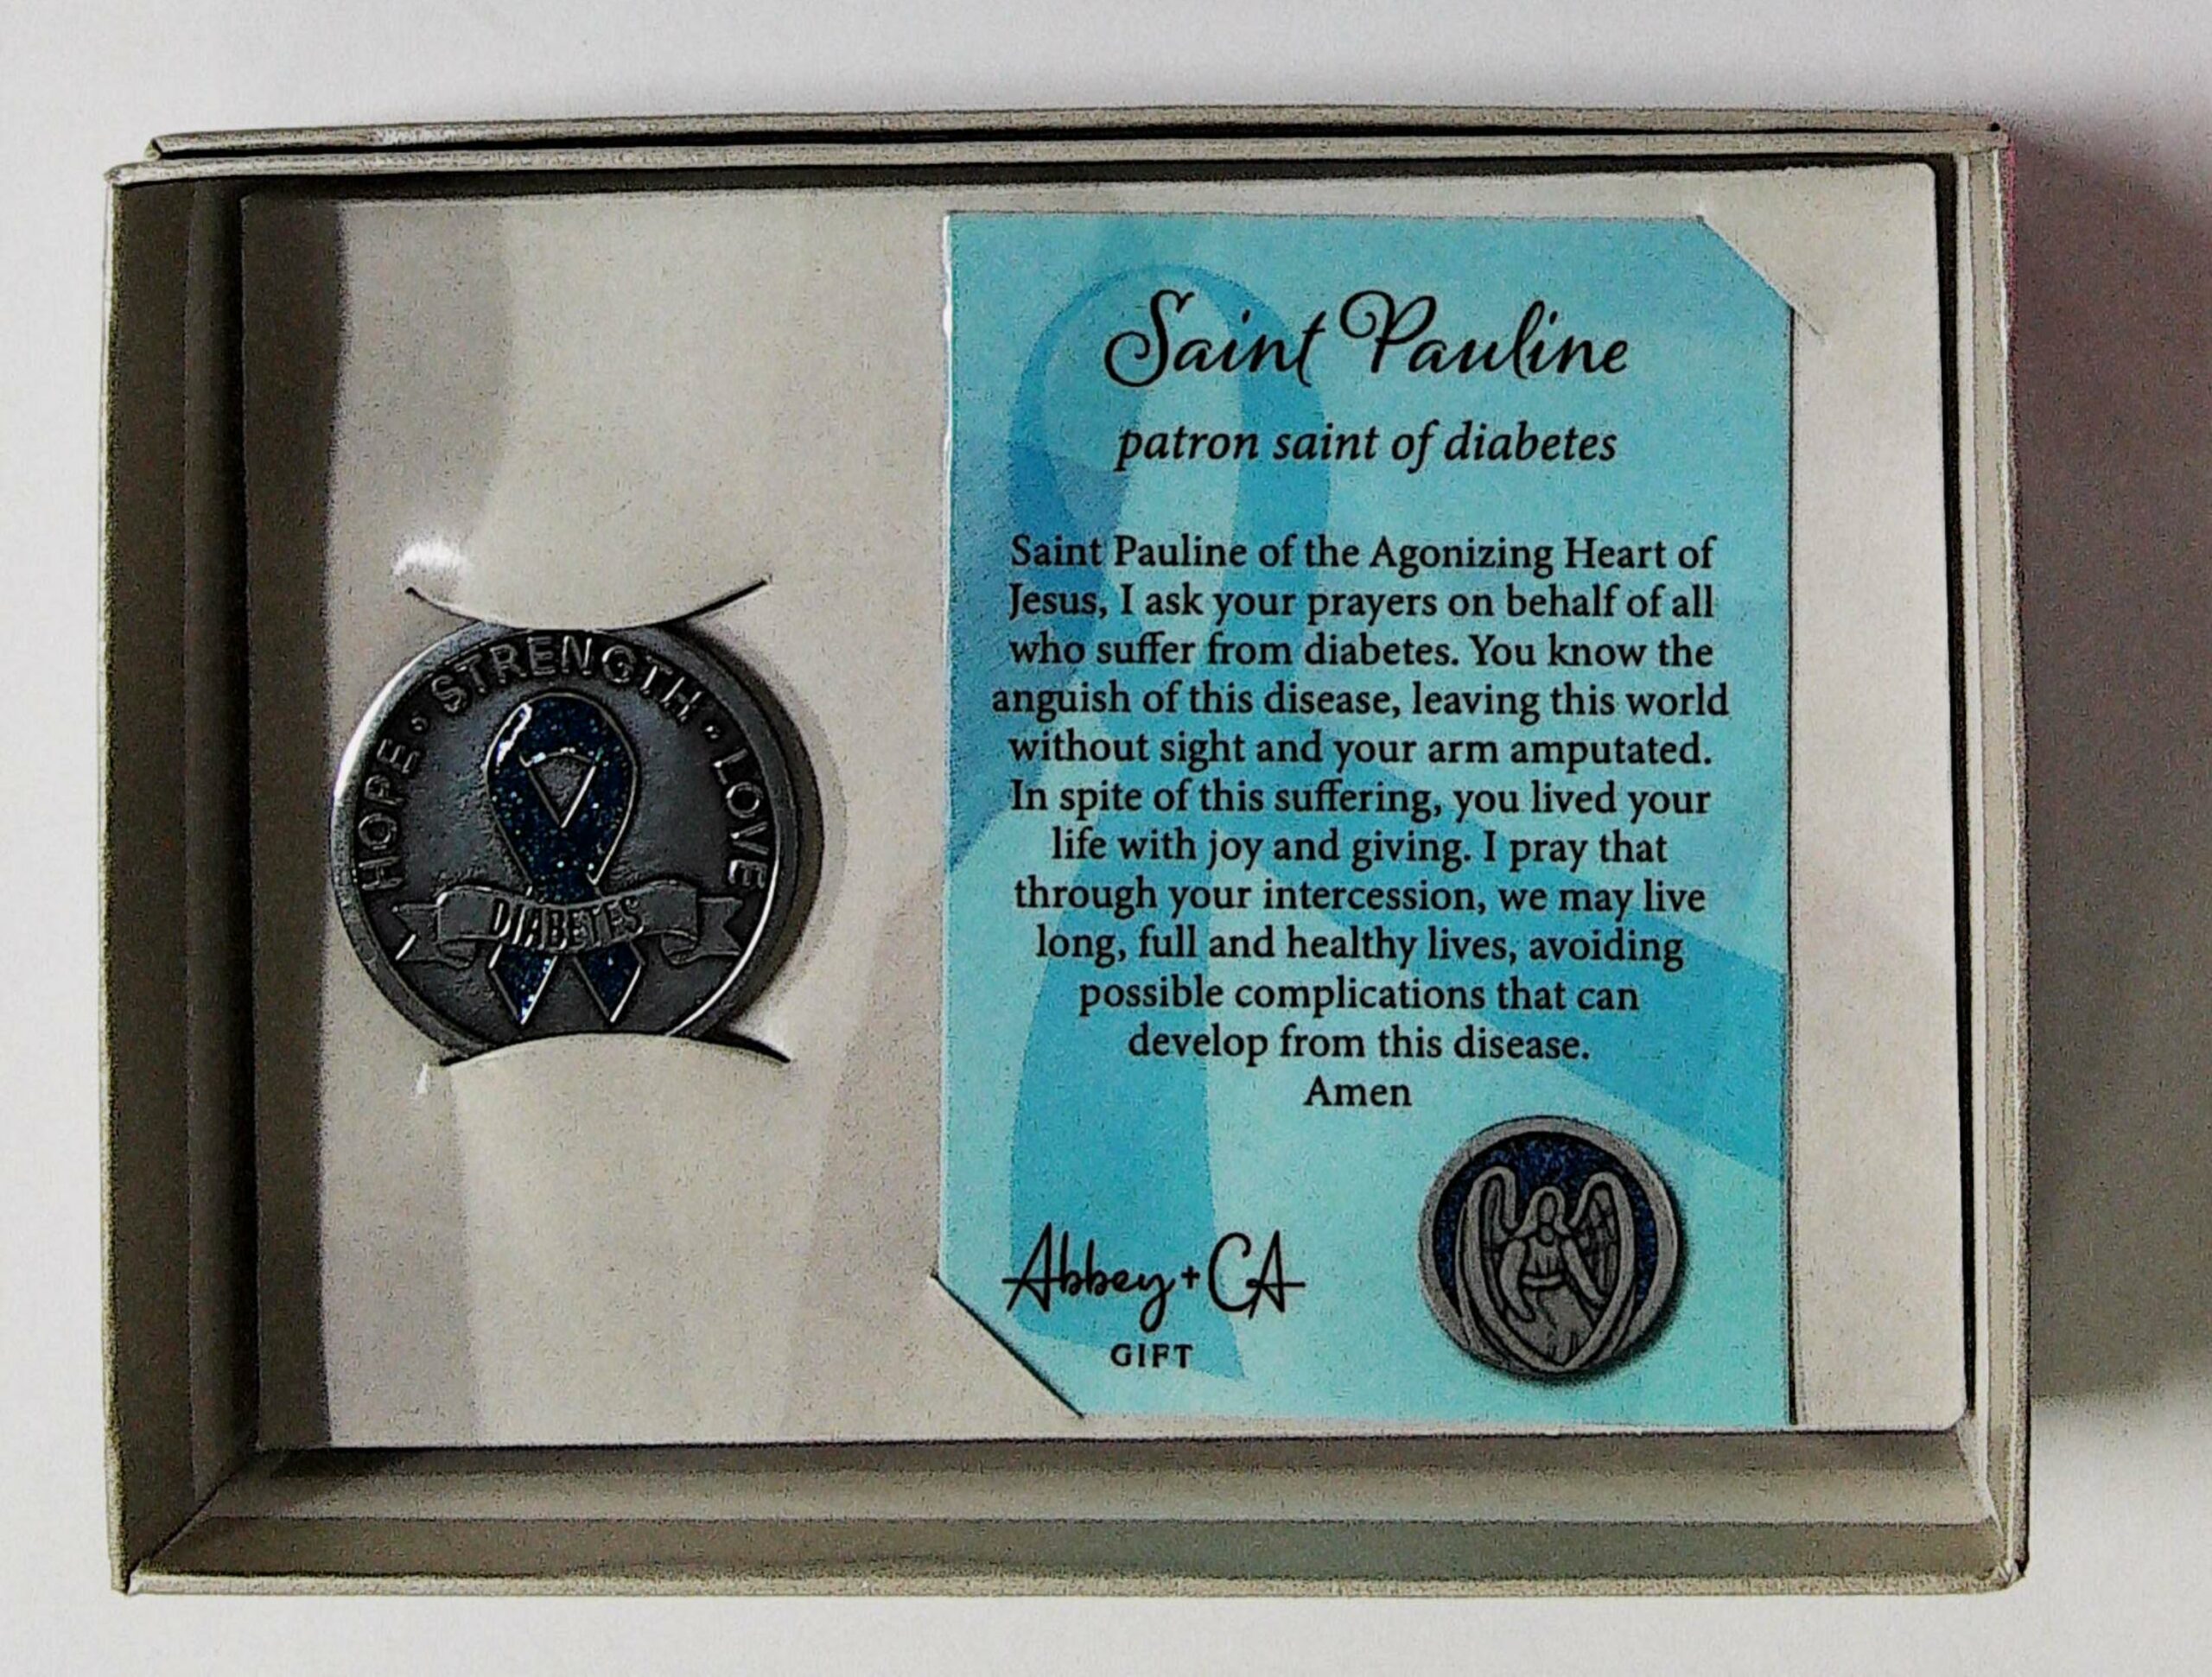 HOPE • STRENGTH • LOVE
DIABETES
Saint Pauline
patron saint of diabetes
Saint Pauline of the Agonizing Heart of
Jesus, I ask your prayers on behalf of all
who suffer from diabetes. You know the
anguish of this disease, leaving this world
without sight and your arm amputated.
In spite of this suffering, you lived your
life with joy and giving. I pray that
through your intercession, we may live
long, full and healthy lives, avoiding
possible complications that can
develop from this disease.
Amen
Abbey + CA
GIFT